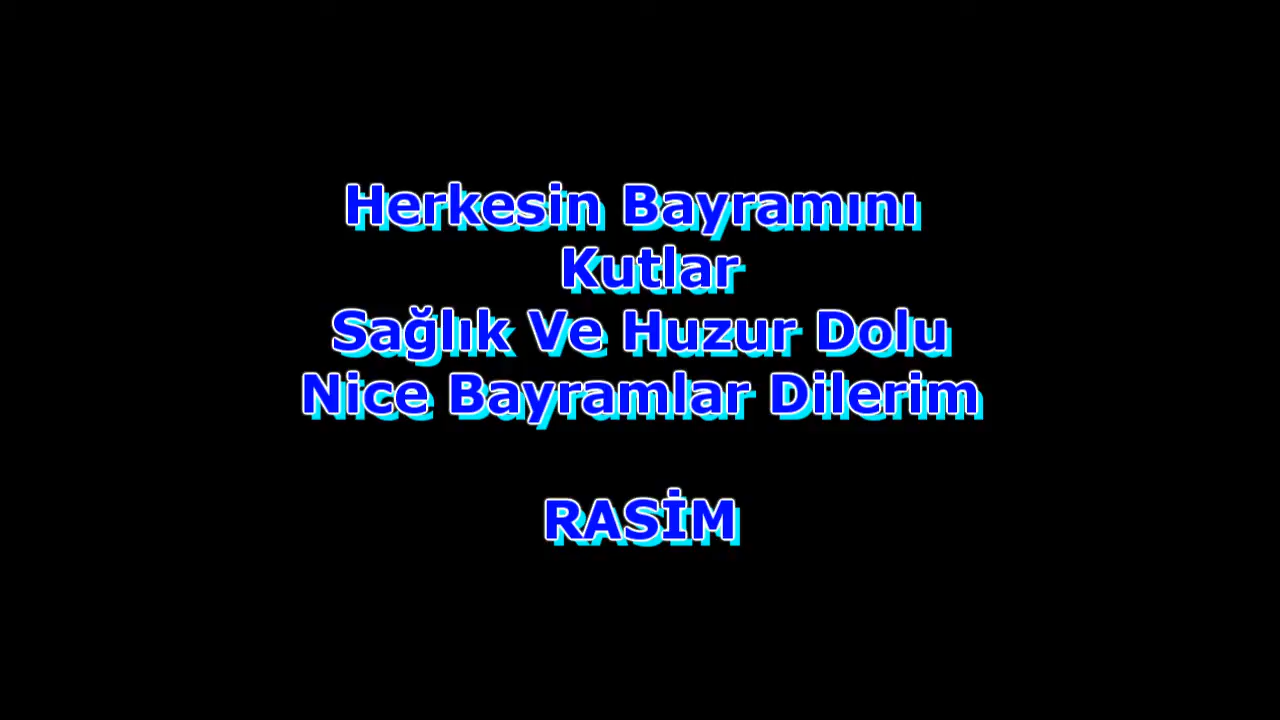 Herkesin Bayramını
Kutlar
Sağlık Ve Huzur Dolu
Nice Bayramlar Dilerim
RASİM